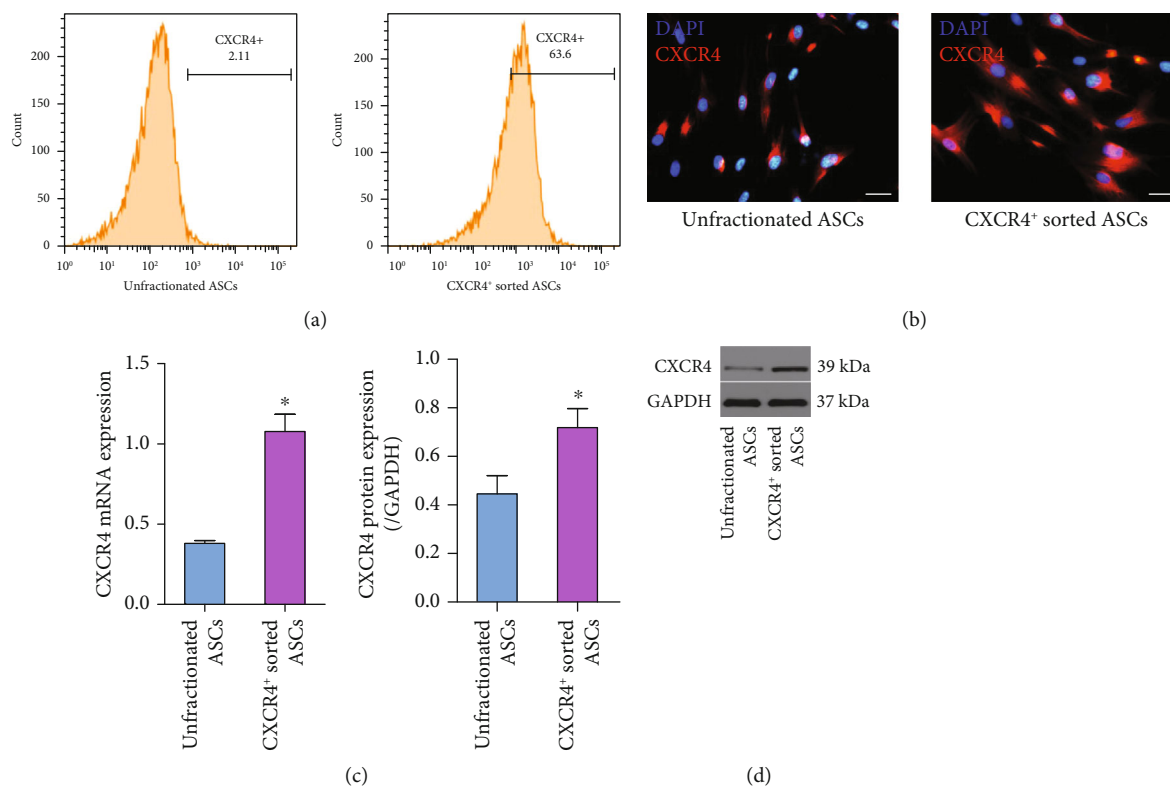 250
200
150
100
50
0
Count
CXCR4+
2.11
10⁰ 10¹ 10² 10³ 10⁴ 10⁵
Unfractionated ASCs
200
150
100
50
0
Count
CXCR4+
63.6
10⁰ 10¹ 10² 10³ 10⁴ 10⁵
CXCR4⁺ sorted ASCs
(a)
DAPI
CXCR4
Unfractionated ASCs
DAPI
CXCR4
CXCR4⁺ sorted ASCs
(b)
CXCR4 mRNA expression
1.5
1.0
0.5
0.0
*
Unfractionated
ASCs
CXCR4⁺ sorted
ASCs
CXCR4 protein expression
(/GAPDH)
1.0
0.8
0.6
0.4
0.2
0.0
*
Unfractionated
ASCs
CXCR4⁺ sorted
ASCs
(c)
CXCR4 39 kDa
GAPDH 37 kDa
Unfractionated
ASCs
CXCR4⁺ sorted
ASCs
(d)